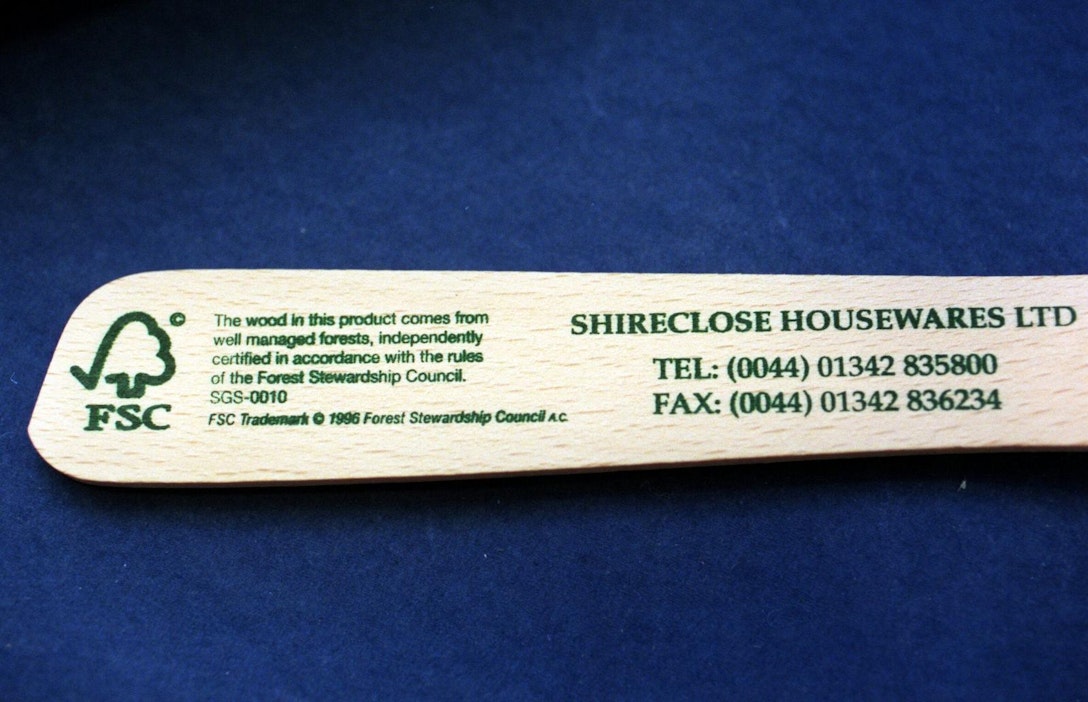 ©
FSC
The wood in this product comes from
well managed forests, independently
certified in accordance with the rules
of the Forest Stewardship Council.
SGS-0010
FSC Trademark © 1996 Forest Stewardship Council A.C.
SHIRECLOSE HOUSEWARES LTD
TEL: (0044) 01342 835800
FAX: (0044) 01342 836234